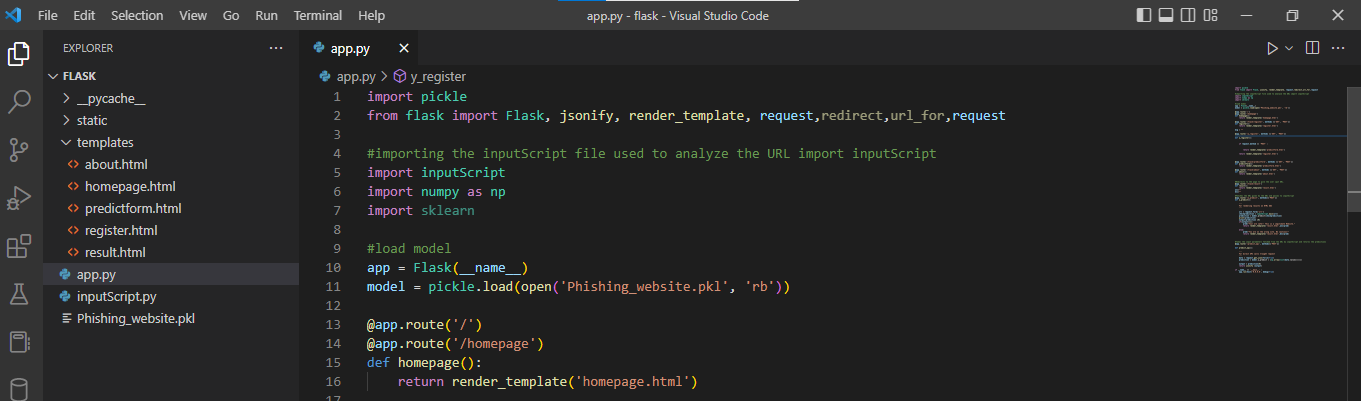 File Edit Selection View Go Run Terminal Help app.py - flask - Visual Studio Code
EXPLORER ···
FLASK
__pycache__
static
templates
<> about.html
<> homepage.html
<> predictform.html
<> register.html
<> result.html
app.py
inputScript.py
Phishing_website.pkl
app.py
app.py > y_register
1 import pickle
2 from flask import Flask, jsonify, render_template, request,redirect,url_for,request
3
4 #importing the inputScript file used to analyze the URL import inputScript
5 import inputScript
6 import numpy as np
7 import sklearn
8
9 #load model
10 app = Flask(__name__)
11 model = pickle.load(open('Phishing_website.pkl', 'rb'))
12
13 @app.route('/')
14 @app.route('/homepage')
15 def homepage():
16 return render_template('homepage.html')
17